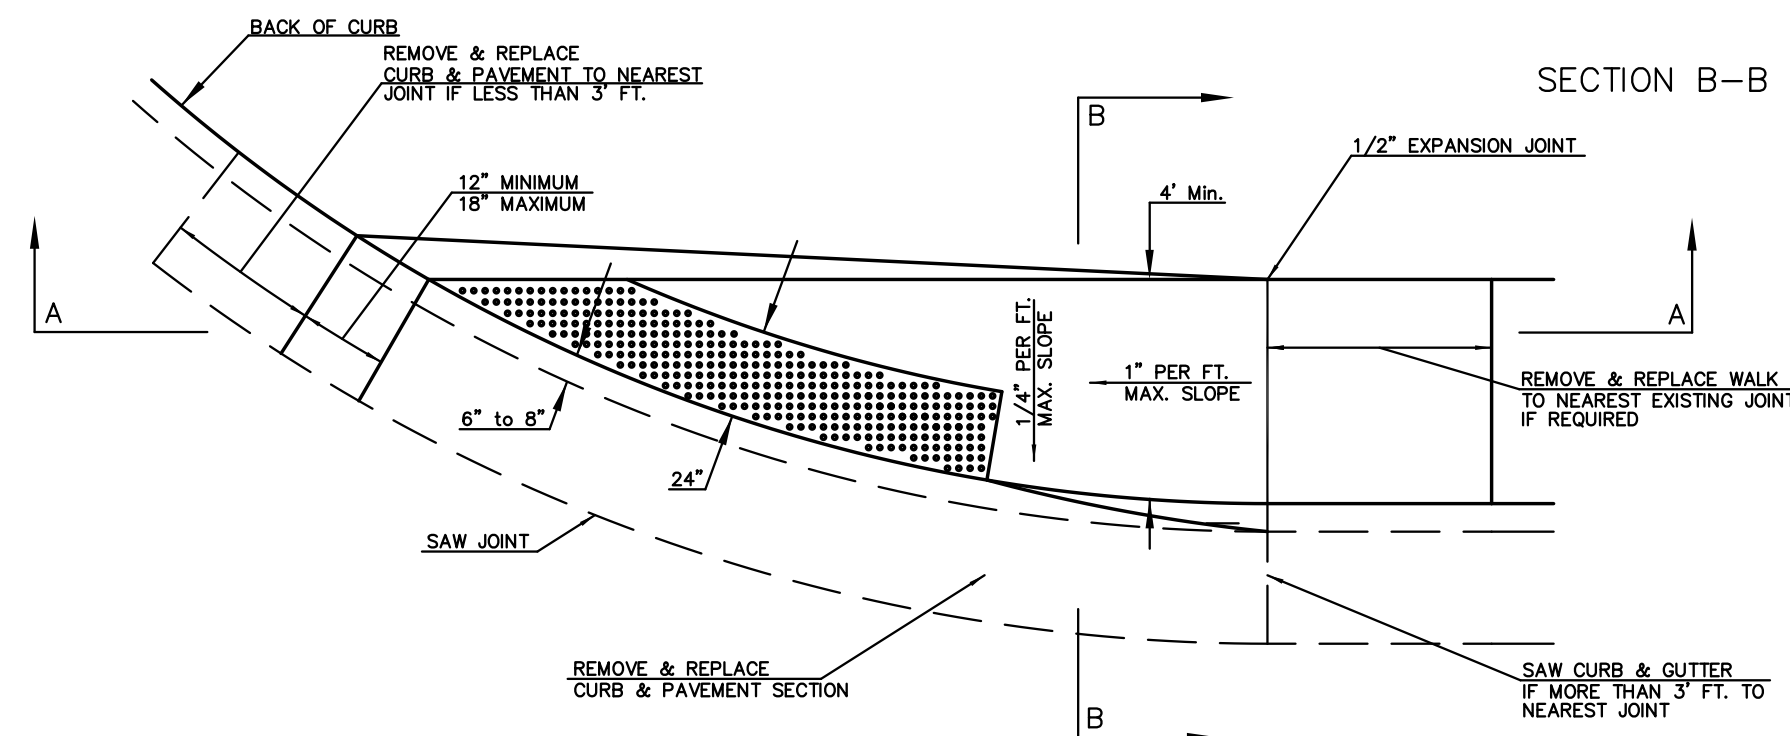 BACK OF CURB
REMOVE & REPLACE
CURB & PAVEMENT TO NEAREST
JOINT IF LESS THAN 3' FT.
SECTION B-B
B
1/2" EXPANSION JOINT
12" MINIMUM
18" MAXIMUM
4' Min.
A
A
1/4" PER FT.
MAX. SLOPE
1" PER FT.
MAX. SLOPE
REMOVE & REPLACE WALK
TO NEAREST EXISTING JOINT
IF REQUIRED
6" to 8"
24"
SAW JOINT
REMOVE & REPLACE
CURB & PAVEMENT SECTION
SAW CURB & GUTTER
IF MORE THAN 3' FT. TO
NEAREST JOINT
B